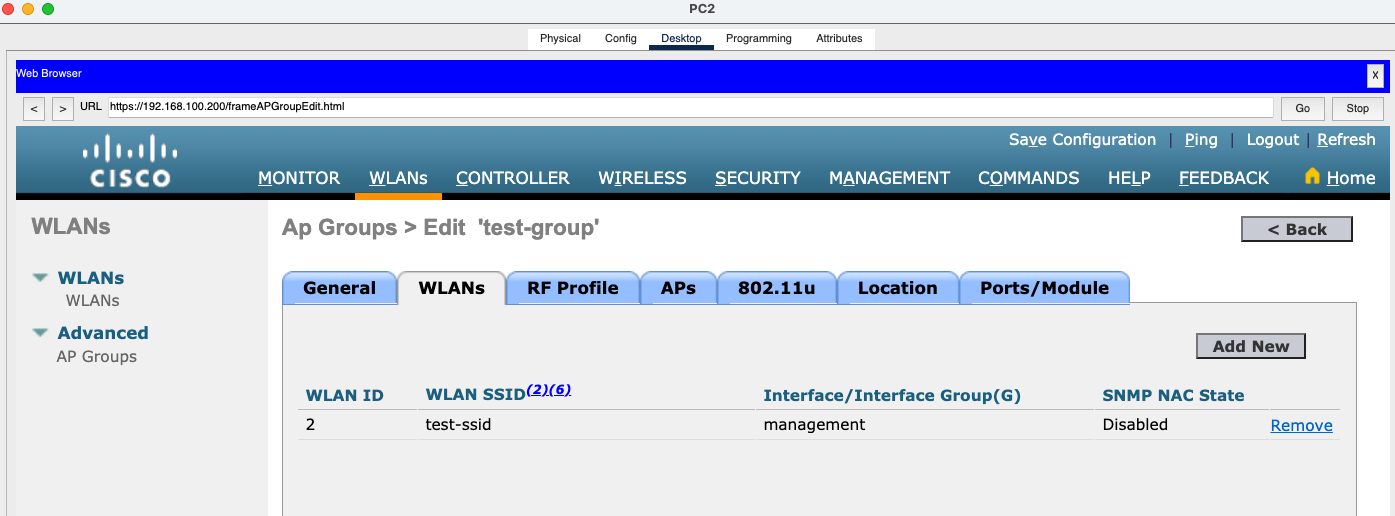 PC2
Physical Config Desktop Programming Attributes
Web Browser X
< > URL https://192.168.100.200/frameAPGroupEdit.html Go Stop
Save Configuration | Ping | Logout | Refresh
CISCO
MONITOR WLANs CONTROLLER WIRELESS SECURITY MANAGEMENT COMMANDS HELP FEEDBACK Home
WLANs
WLANs
WLANs
Advanced
AP Groups
Ap Groups > Edit 'test-group'
< Back
General WLANs RF Profile APs 802.11u Location Ports/Module
Add New
WLAN ID WLAN SSID(2)(6) Interface/Interface Group(G) SNMP NAC State
2 test-ssid management Disabled Remove